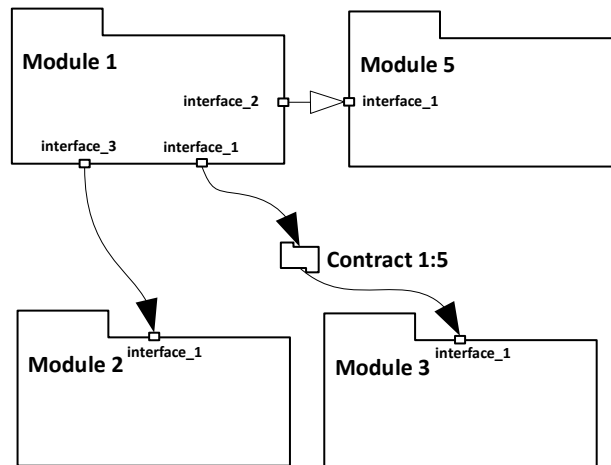 Module 1
Module 5
interface_2
interface_1
interface_3
interface_1
Contract 1:5
interface_1
interface_1
Module 2
Module 3